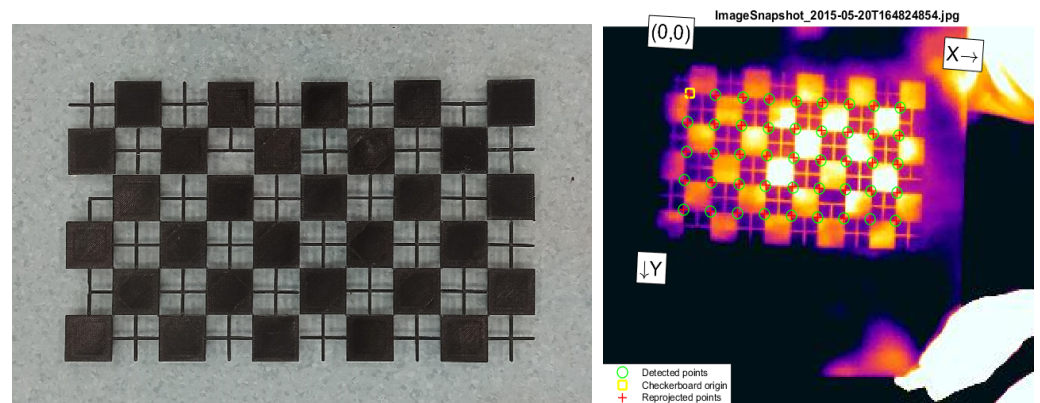 ImageSnapshot_2015-05-20T164824854.jpg
(0,0)
X→
↓Y
Detected points
Checkerboard origin
Reprojected points